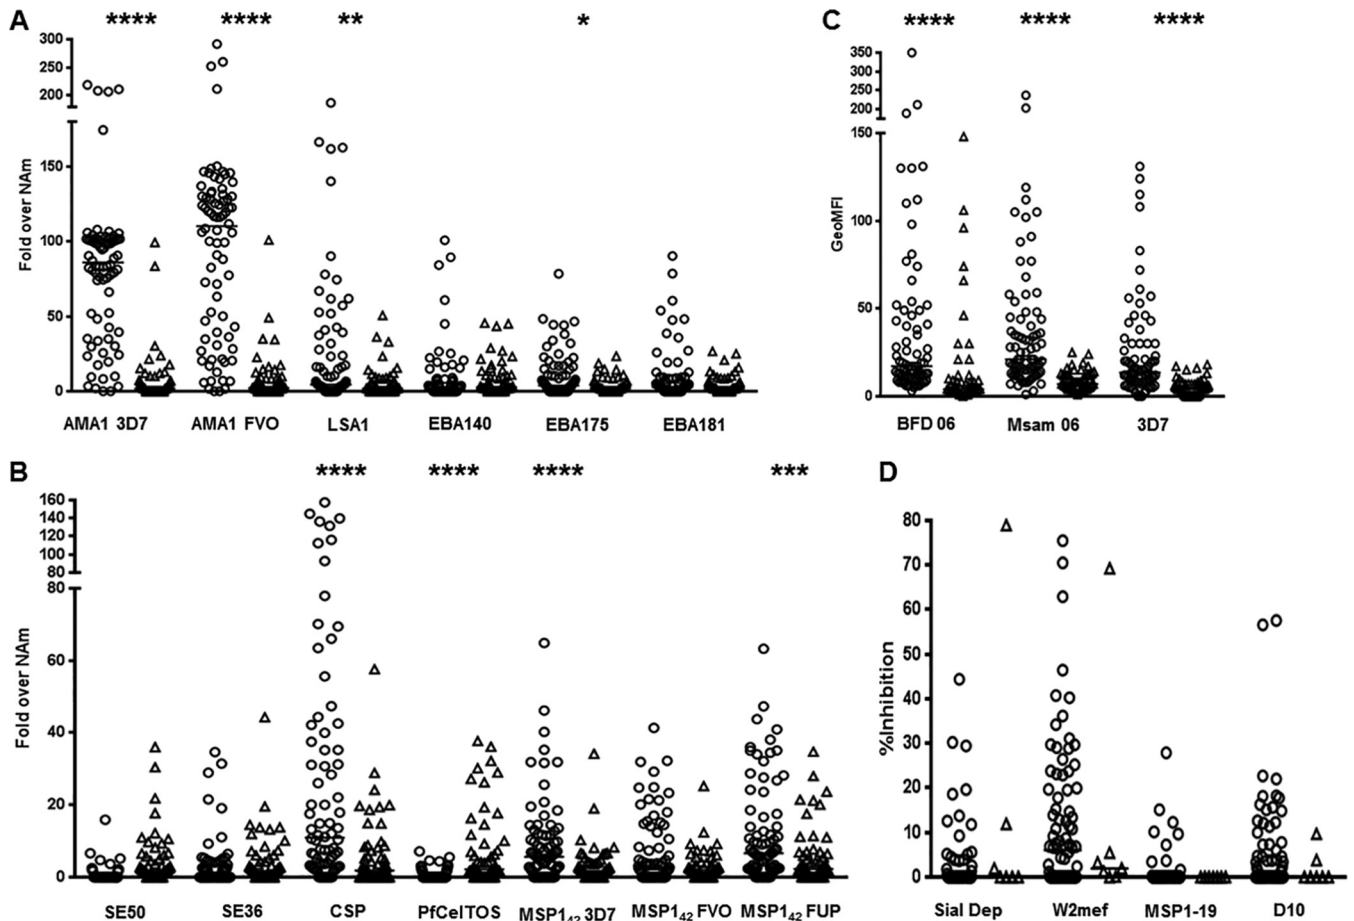 A
**** **** ** *
Fold over NAm
300
250
200
150
100
50
0
AMA1 3D7 AMA1 FVO LSA1 EBA140 EBA175 EBA181
C
**** **** ****
GeoMFI
350
300
250
200
150
150
100
50
0
BFD 06 Msam 06 3D7
B
**** **** **** ***
Fold over NAm
160
140
120
100
80
80
60
40
20
0
SE50 SE36 CSP PfCelTOS MSP1₄₂ 3D7 MSP1₄₂ FVO MSP1₄₂ FUP
D
%Inhibition
80
70
60
50
40
30
20
10
0
Sial Dep W2mef MSP1-19 D10